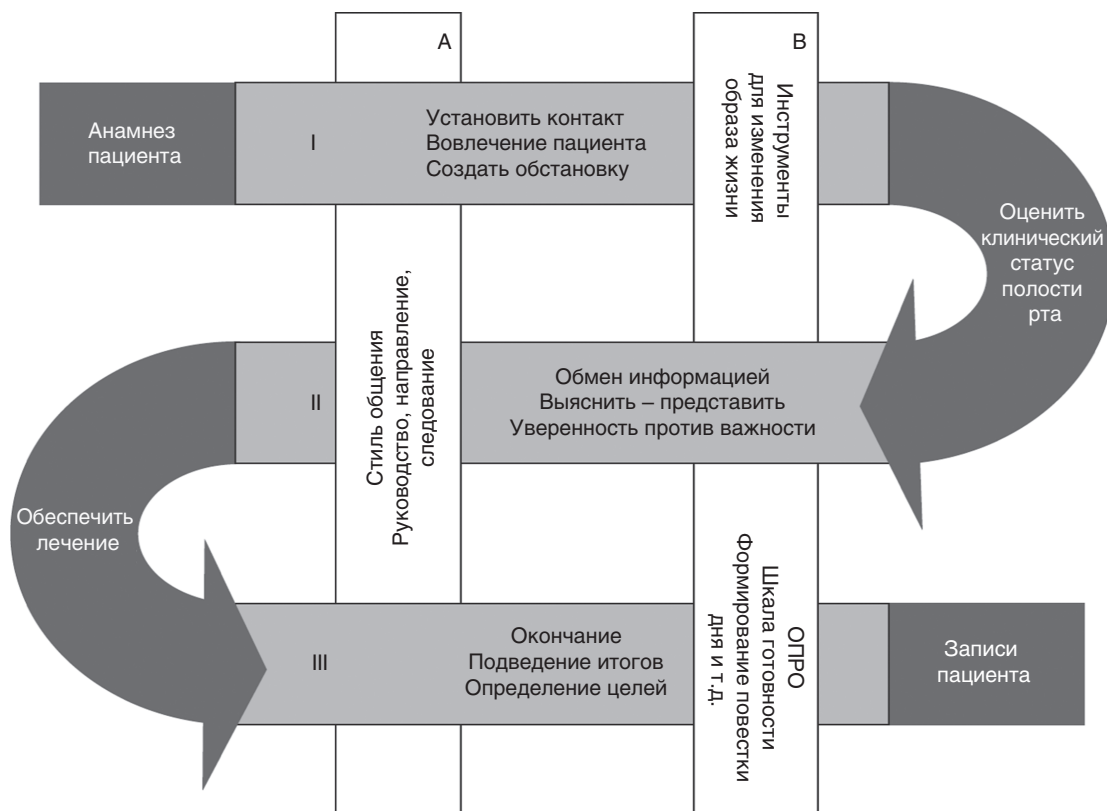 A
B
Анамнез
пациента
I
Установить контакт
Вовлечение пациента
Создать обстановку
Инструменты
для изменения
образа жизни
Оценить
клинический
статус
полости
рта
Стиль общения
Руководство, направление,
следование
II
Обмен информацией
Выяснить – представить
Уверенность против важности
Обеспечить
лечение
III
Окончание
Подведение итогов
Определение целей
ОПРО
Шкала готовности
Формирование повестки
дня и т.д.
Записи
пациента